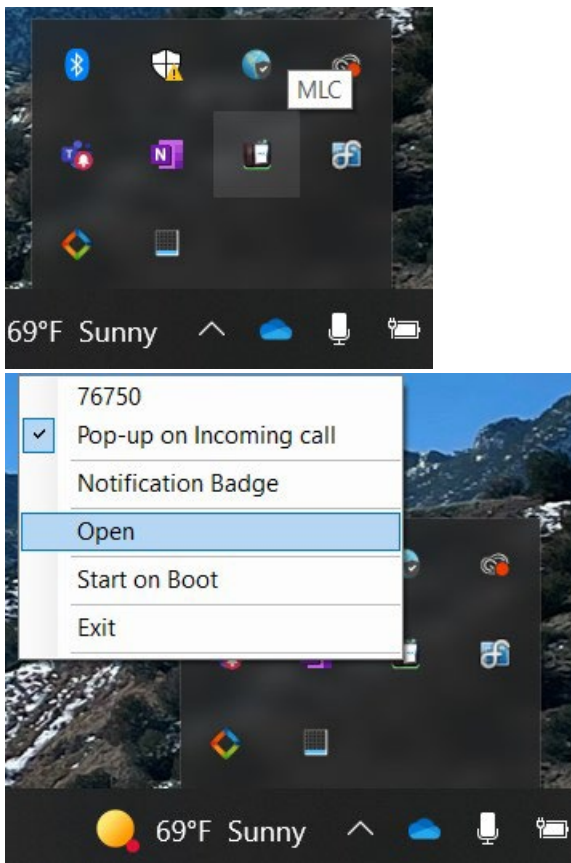 MLC
N
69°F Sunny
76750
Pop-up on Incoming call
Notification Badge
Open
Start on Boot
Exit
69°F Sunny